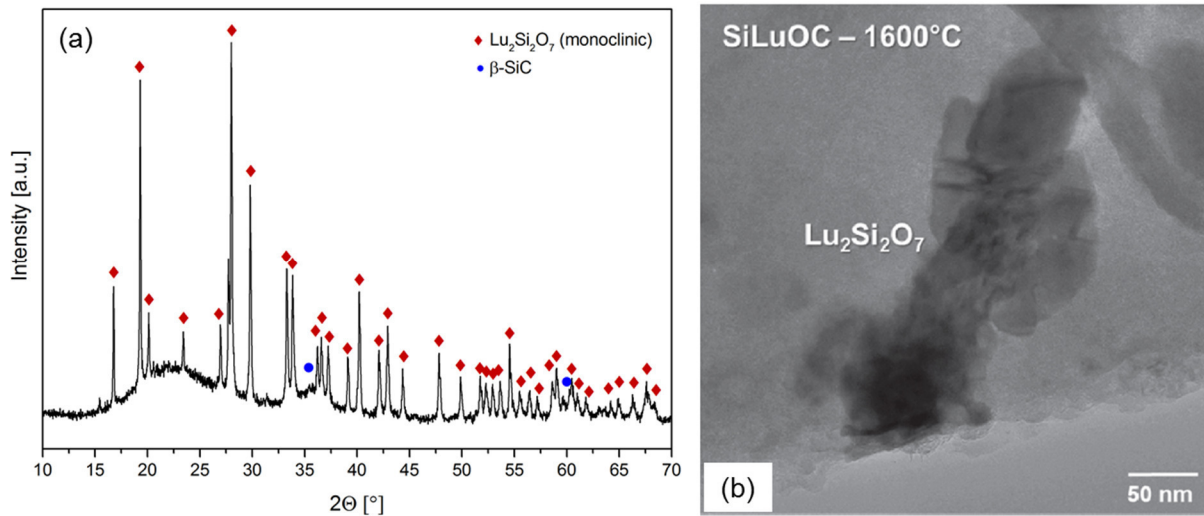 (a)
Lu₂Si₂O₇ (monoclinic)
β-SiC
Intensity [a.u.]
10 15 20 25 30 35 40 45 50 55 60 65 70
2Θ [°]
SiLuOC – 1600°C
Lu₂Si₂O₇
(b)
50 nm